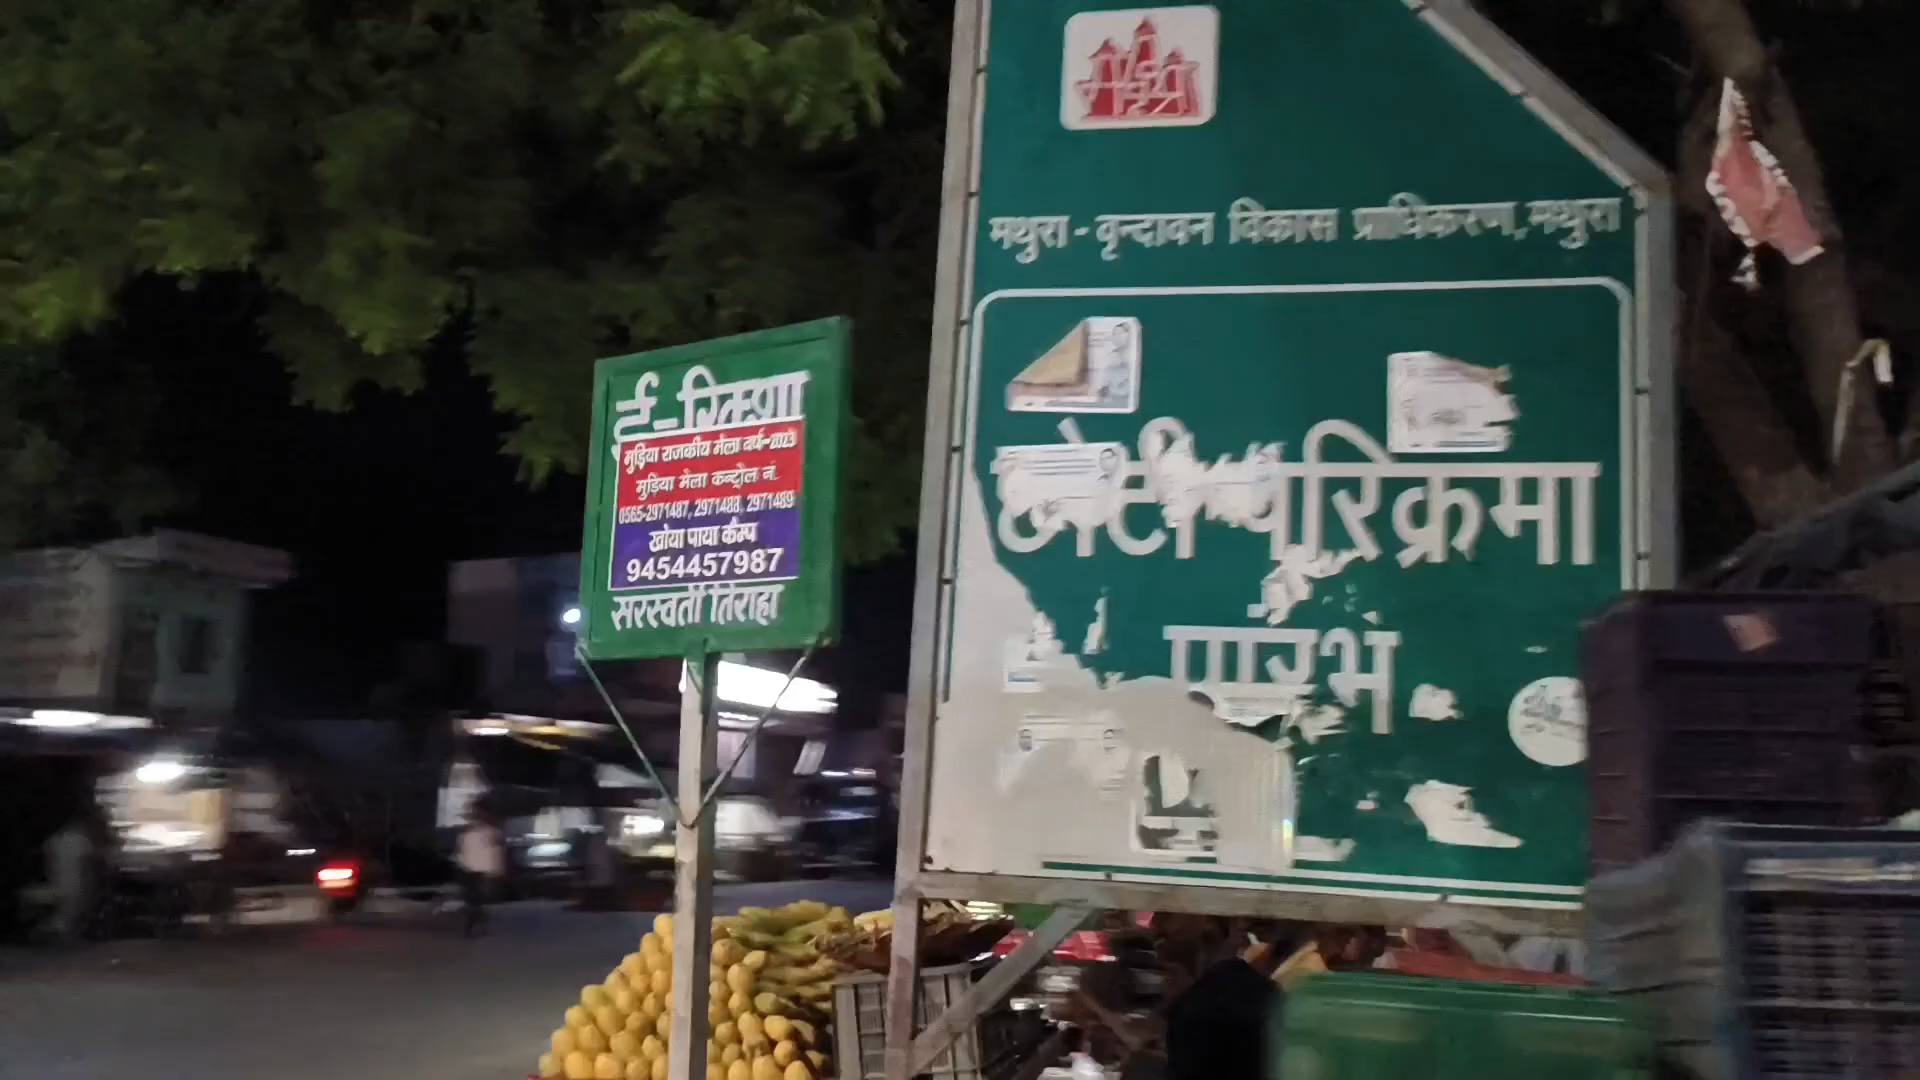 ई-रिक्शा
मुड़िया राजकीय मेला वर्ष-2023
मुड़िया मेला कन्ट्रोल नं.
0565-2971487, 2971488, 2971489
खोया पाया कैम्प
9454457987
सरस्वती तिराहा
मथुरा - वृन्दावन विकास प्राधिकरण, मथुरा
छोटी परिक्रमा
प्रारंभ